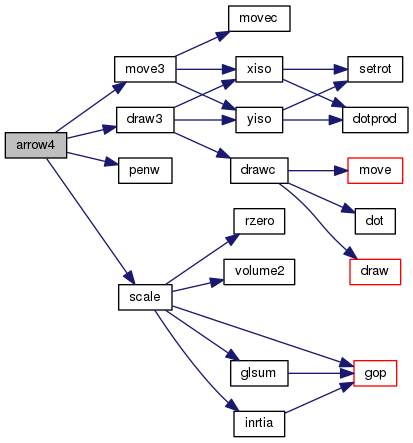 movec
move3
xiso
setrot
draw3
yiso
dotprod
arrow4
penw
drawc
move
rzero
dot
volume2
draw
scale
glsum
gop
inrtia